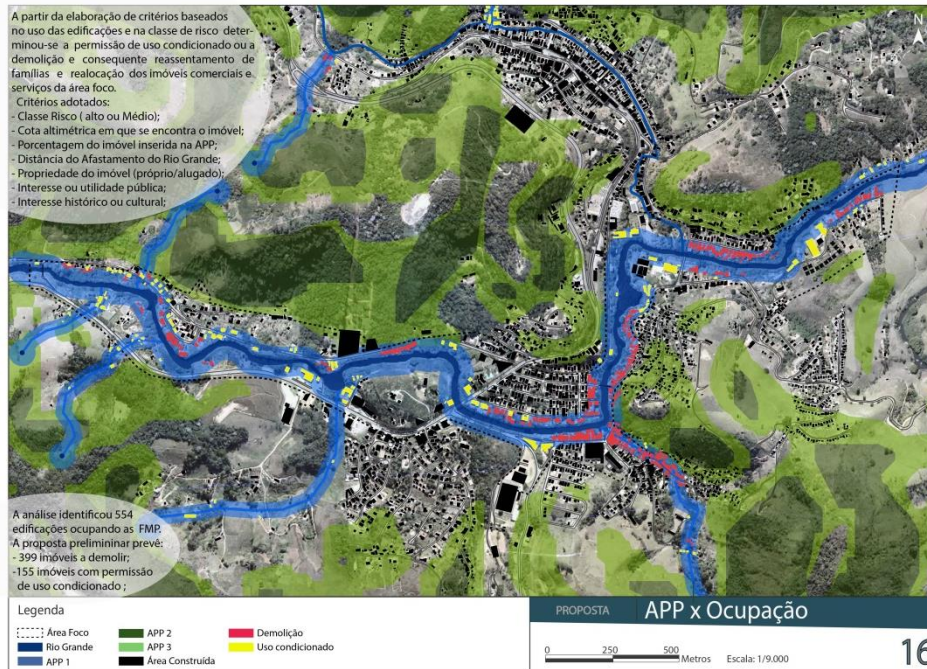 A partir da elaboração de critérios baseados
no uso das edificações e na classe de risco deter-
minou-se a permissão de uso condicionado ou a
demolição e consequente reassentamento de
famílias e realocação dos imóveis comerciais e
serviços da área foco.
Critérios adotados:
- Classe Risco ( alto ou Médio);
- Cota altimétrica em que se encontra o imóvel;
- Porcentagem do imóvel inserida na APP;
- Distância do Afastamento do Rio Grande;
- Propriedade do imóvel (próprio/alugado);
- Interesse ou utilidade pública;
- Interesse histórico ou cultural;
N
A análise identificou 554
edificações ocupando as FMP.
A proposta prelimininar prevê:
- 399 imóveis a demolir;
-155 imóveis com permissão
de uso condicionado ;
Legenda
Área Foco
Rio Grande
APP 1
APP 2
APP 3
Área Construída
Demolição
Uso condicionado
PROPOSTA APP x Ocupação
0 250 500 Metros Escala: 1/9.000
16